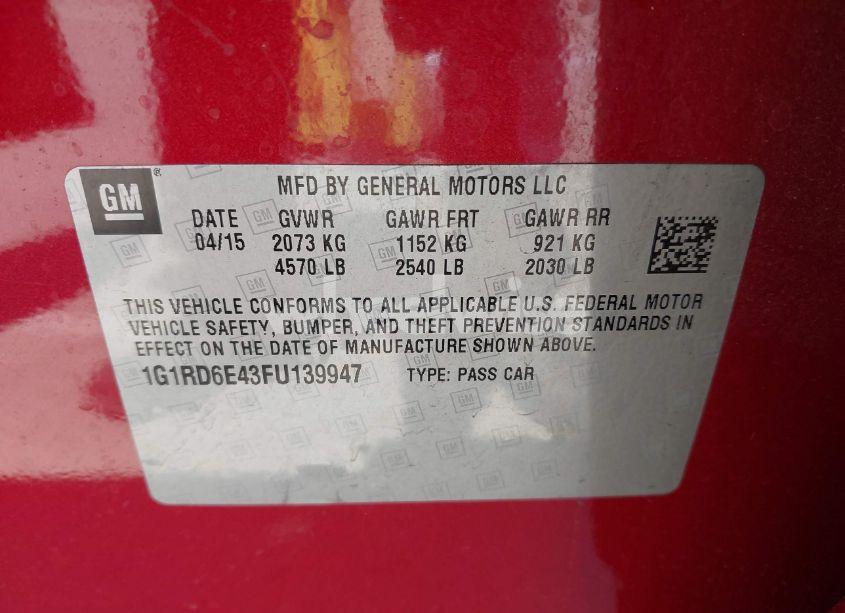 GM ®
MFD BY GENERAL MOTORS LLC
DATE GVWR GAWR FRT GAWR RR
04/15 2073 KG 1152 KG 921 KG
4570 LB 2540 LB 2030 LB
THIS VEHICLE CONFORMS TO ALL APPLICABLE U.S. FEDERAL MOTOR
VEHICLE SAFETY, BUMPER, AND THEFT PREVENTION STANDARDS IN
EFFECT ON THE DATE OF MANUFACTURE SHOWN ABOVE.
1G1RD6E43FU139947 TYPE: PASS CAR